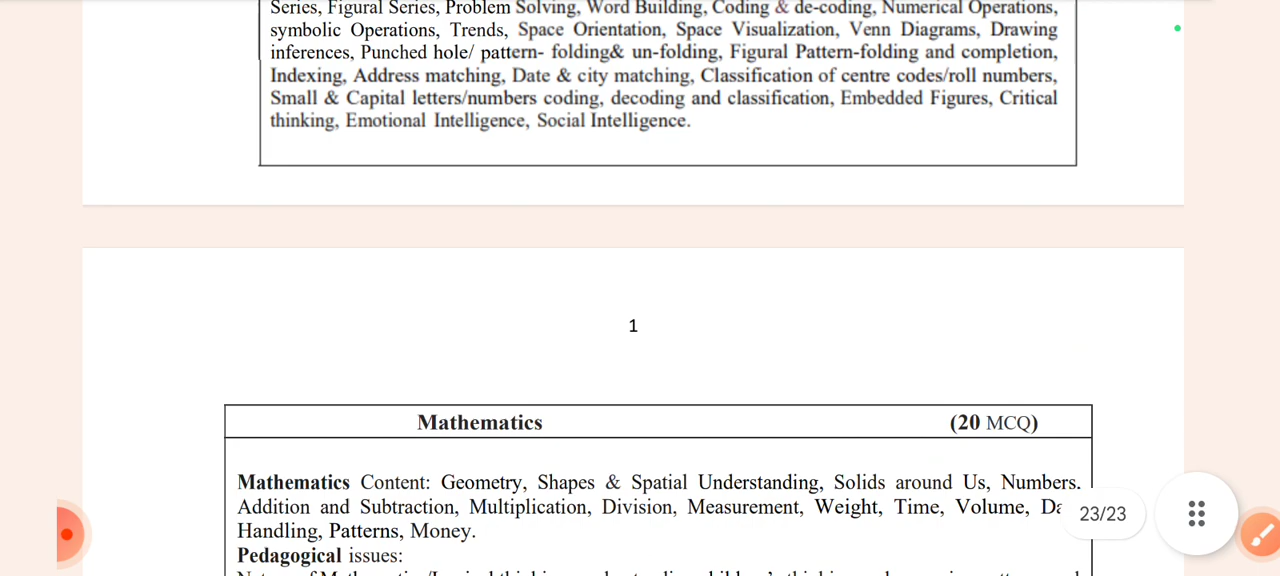 Series, Figural Series, Problem Solving, Word Building, Coding & de-coding, Numerical Operations,
symbolic Operations, Trends, Space Orientation, Space Visualization, Venn Diagrams, Drawing
inferences, Punched hole/ pattern- folding& un-folding, Figural Pattern-folding and completion,
Indexing, Address matching, Date & city matching, Classification of centre codes/roll numbers,
Small & Capital letters/numbers coding, decoding and classification, Embedded Figures, Critical
thinking, Emotional Intelligence, Social Intelligence.
1
Mathematics (20 MCQ)
Mathematics Content: Geometry, Shapes & Spatial Understanding, Solids around Us, Numbers,
Addition and Subtraction, Multiplication, Division, Measurement, Weight, Time, Volume,
Handling, Patterns, Money.
23/23
Pedagogical issues: